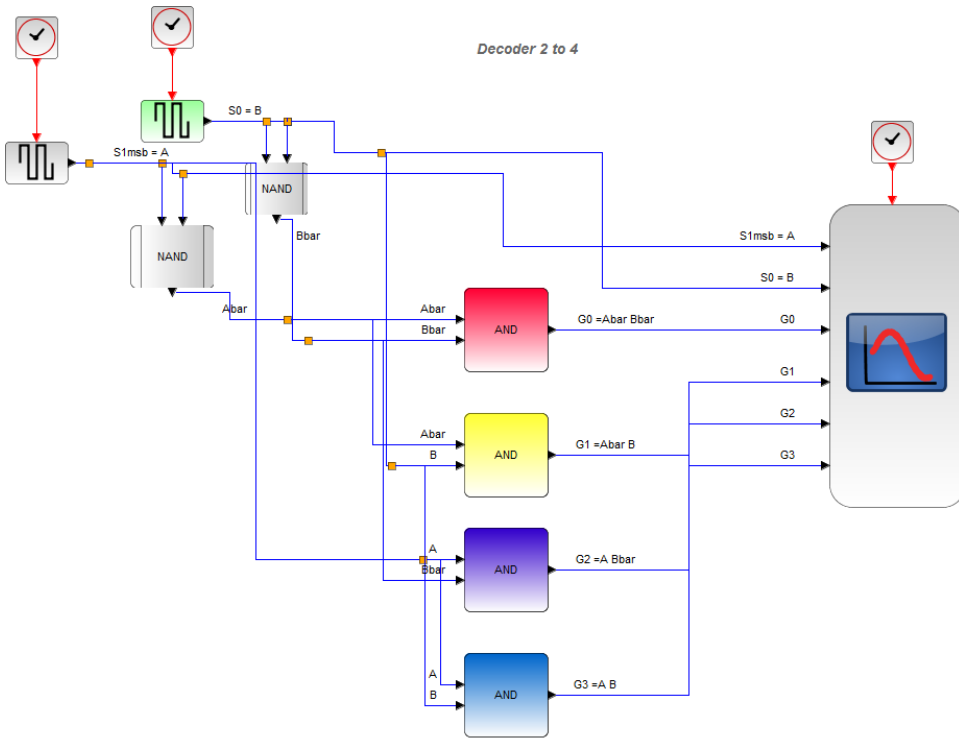 Decoder 2 to 4
S0 = B
S1msb = A
NAND
Bbar
S1msb = A
NAND
S0 = B
Abar
Abar
G0 =Abar Bbar
G0
Bbar
AND
G1
G2
Abar
G1 =Abar B
B
AND
G3
A
G2 =A Bbar
Bbar
AND
A
G3 =A B
B
AND